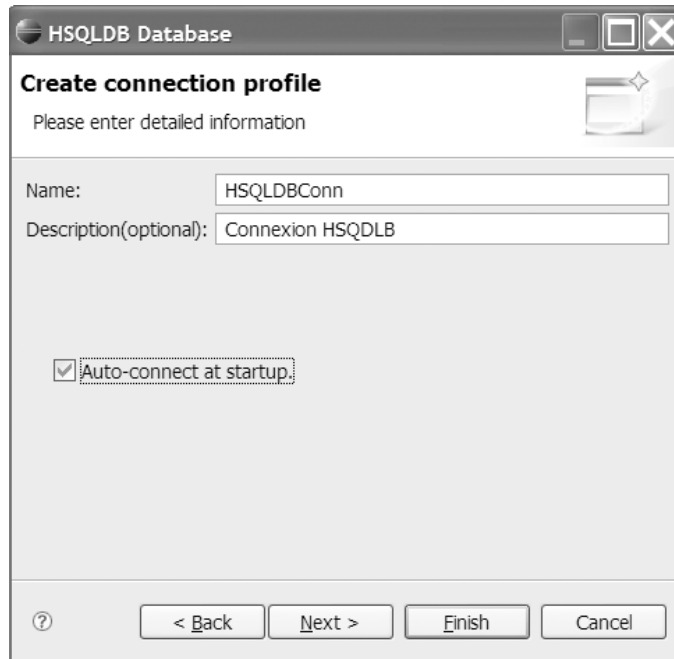 HSQLDB Database
Create connection profile
Please enter detailed information
Name: HSQLDBConn
Description(optional): Connexion HSQDLB
Auto-connect at startup.
? < Back Next > Finish Cancel